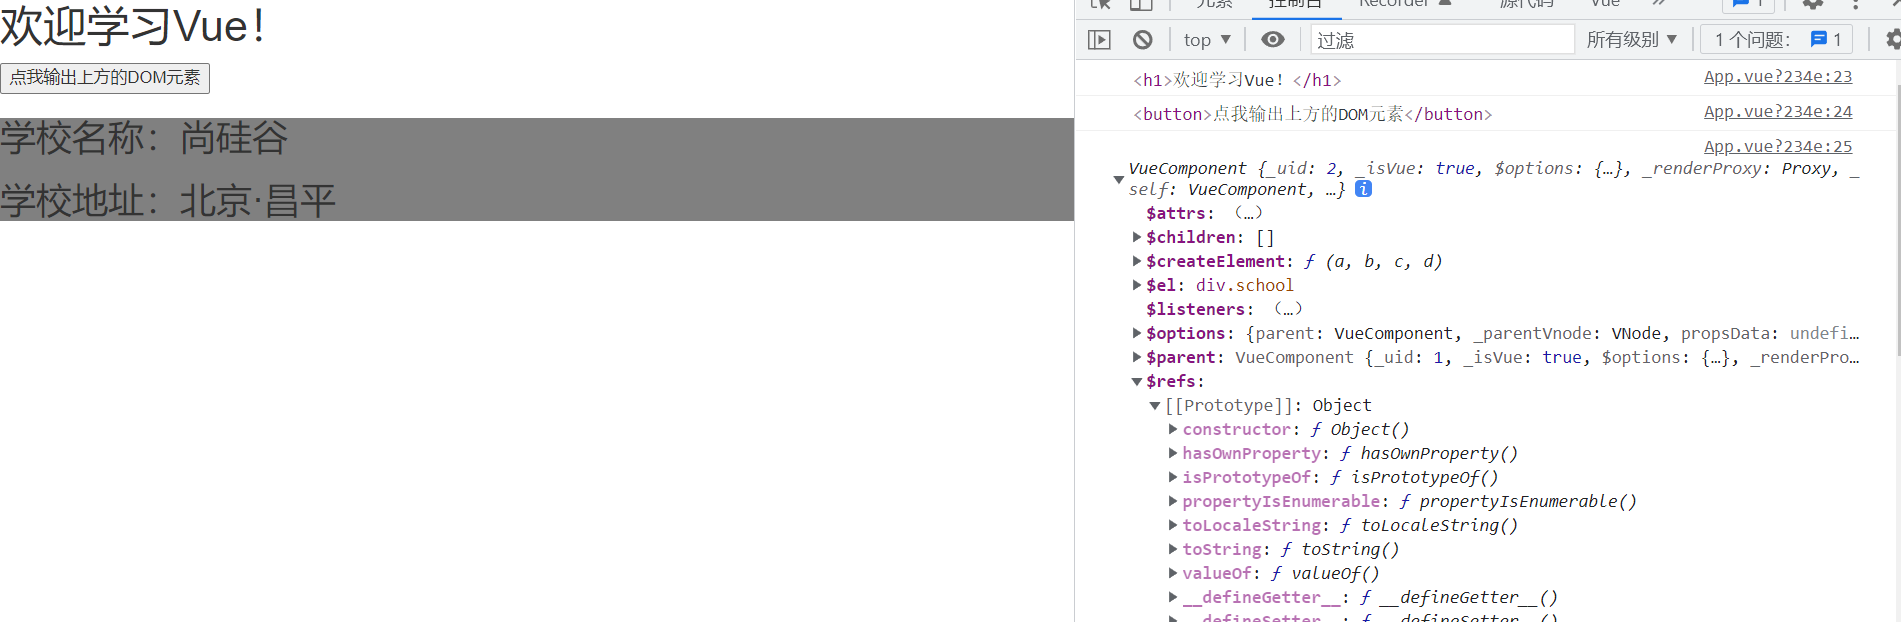 欢迎学习Vue！
点我输出上方的DOM元素
学校名称：尚硅谷
学校地址：北京·昌平
元素 控制台 Recorder 源代码 Vue » 1
top ▼ 过滤 所有级别 ▼ 1 个问题： 1
<h1>欢迎学习Vue！</h1> App.vue?234e:23
<button>点我输出上方的DOM元素</button> App.vue?234e:24
App.vue?234e:25
VueComponent {_uid: 2, _isVue: true, $options: {…}, _renderProxy: Proxy, _
self: VueComponent, …} i
$attrs: （…）
$children: []
$createElement: ƒ (a, b, c, d)
$el: div.school
$listeners: （…）
$options: {parent: VueComponent, _parentVnode: VNode, propsData: undefi…
$parent: VueComponent {_uid: 1, _isVue: true, $options: {…}, _renderPro…
$refs:
[[Prototype]]: Object
constructor: ƒ Object()
hasOwnProperty: ƒ hasOwnProperty()
isPrototypeOf: ƒ isPrototypeOf()
propertyIsEnumerable: ƒ propertyIsEnumerable()
toLocaleString: ƒ toLocaleString()
toString: ƒ toString()
valueOf: ƒ valueOf()
__defineGetter__: ƒ __defineGetter__()
__defineSetter__: ƒ __defineSetter__()